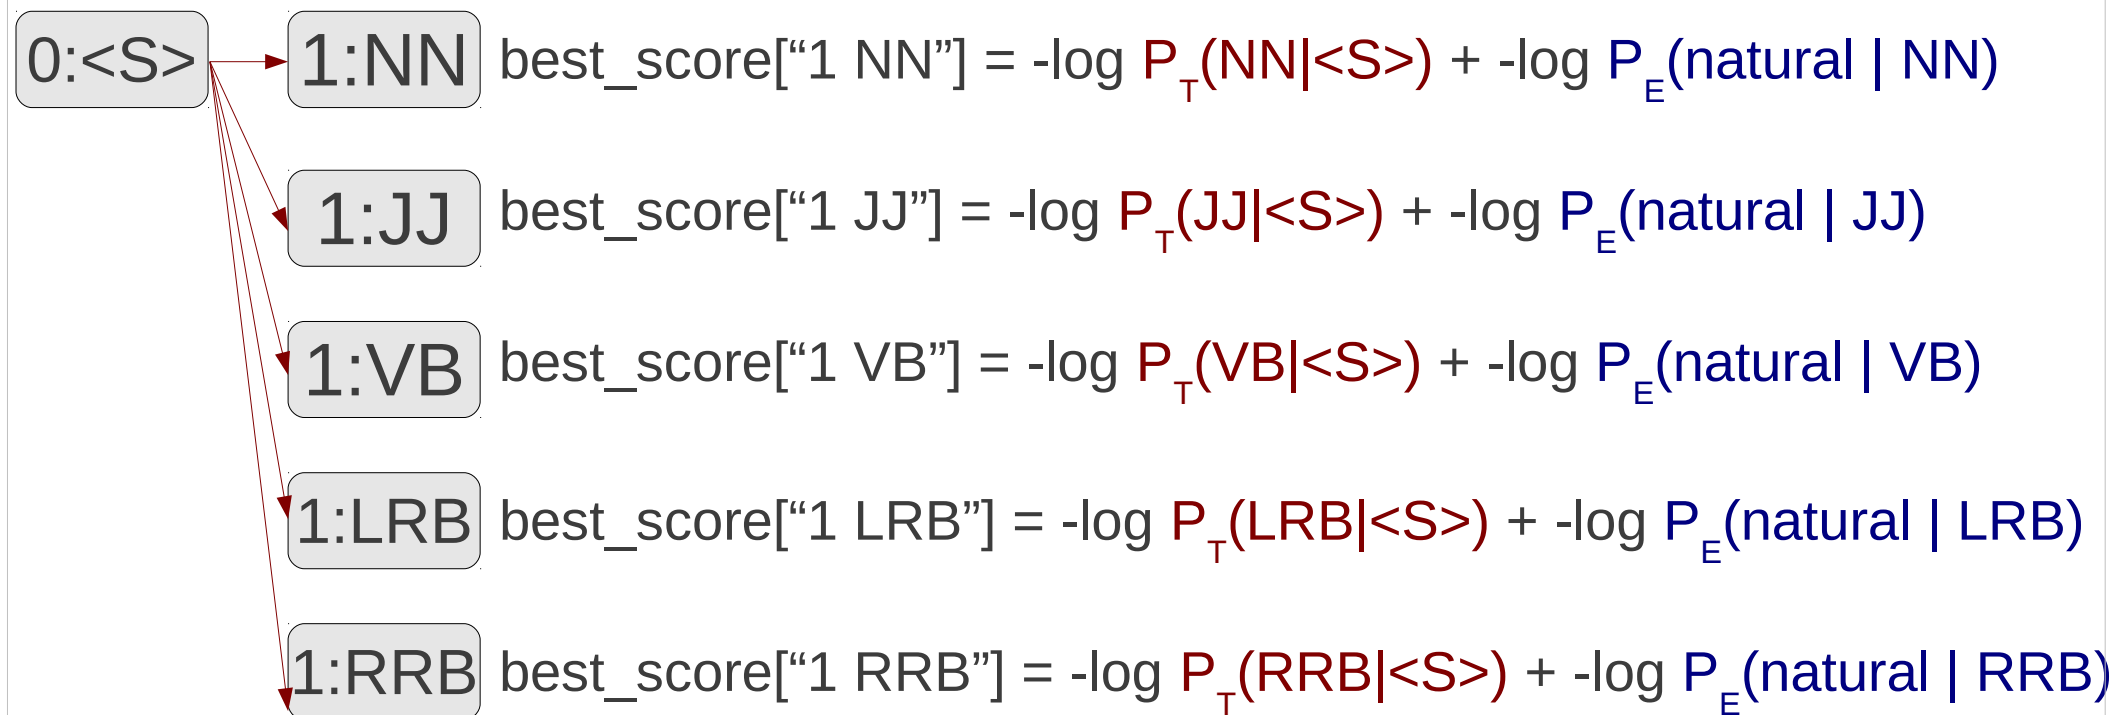 0:<S> 1:NN best_score[“1 NN”] = -log P_T(NN|<S>) + -log P_E(natural | NN)
1:JJ best_score[“1 JJ”] = -log P_T(JJ|<S>) + -log P_E(natural | JJ)
1:VB best_score[“1 VB”] = -log P_T(VB|<S>) + -log P_E(natural | VB)
1:LRB best_score[“1 LRB”] = -log P_T(LRB|<S>) + -log P_E(natural | LRB)
1:RRB best_score[“1 RRB”] = -log P_T(RRB|<S>) + -log P_E(natural | RRB)